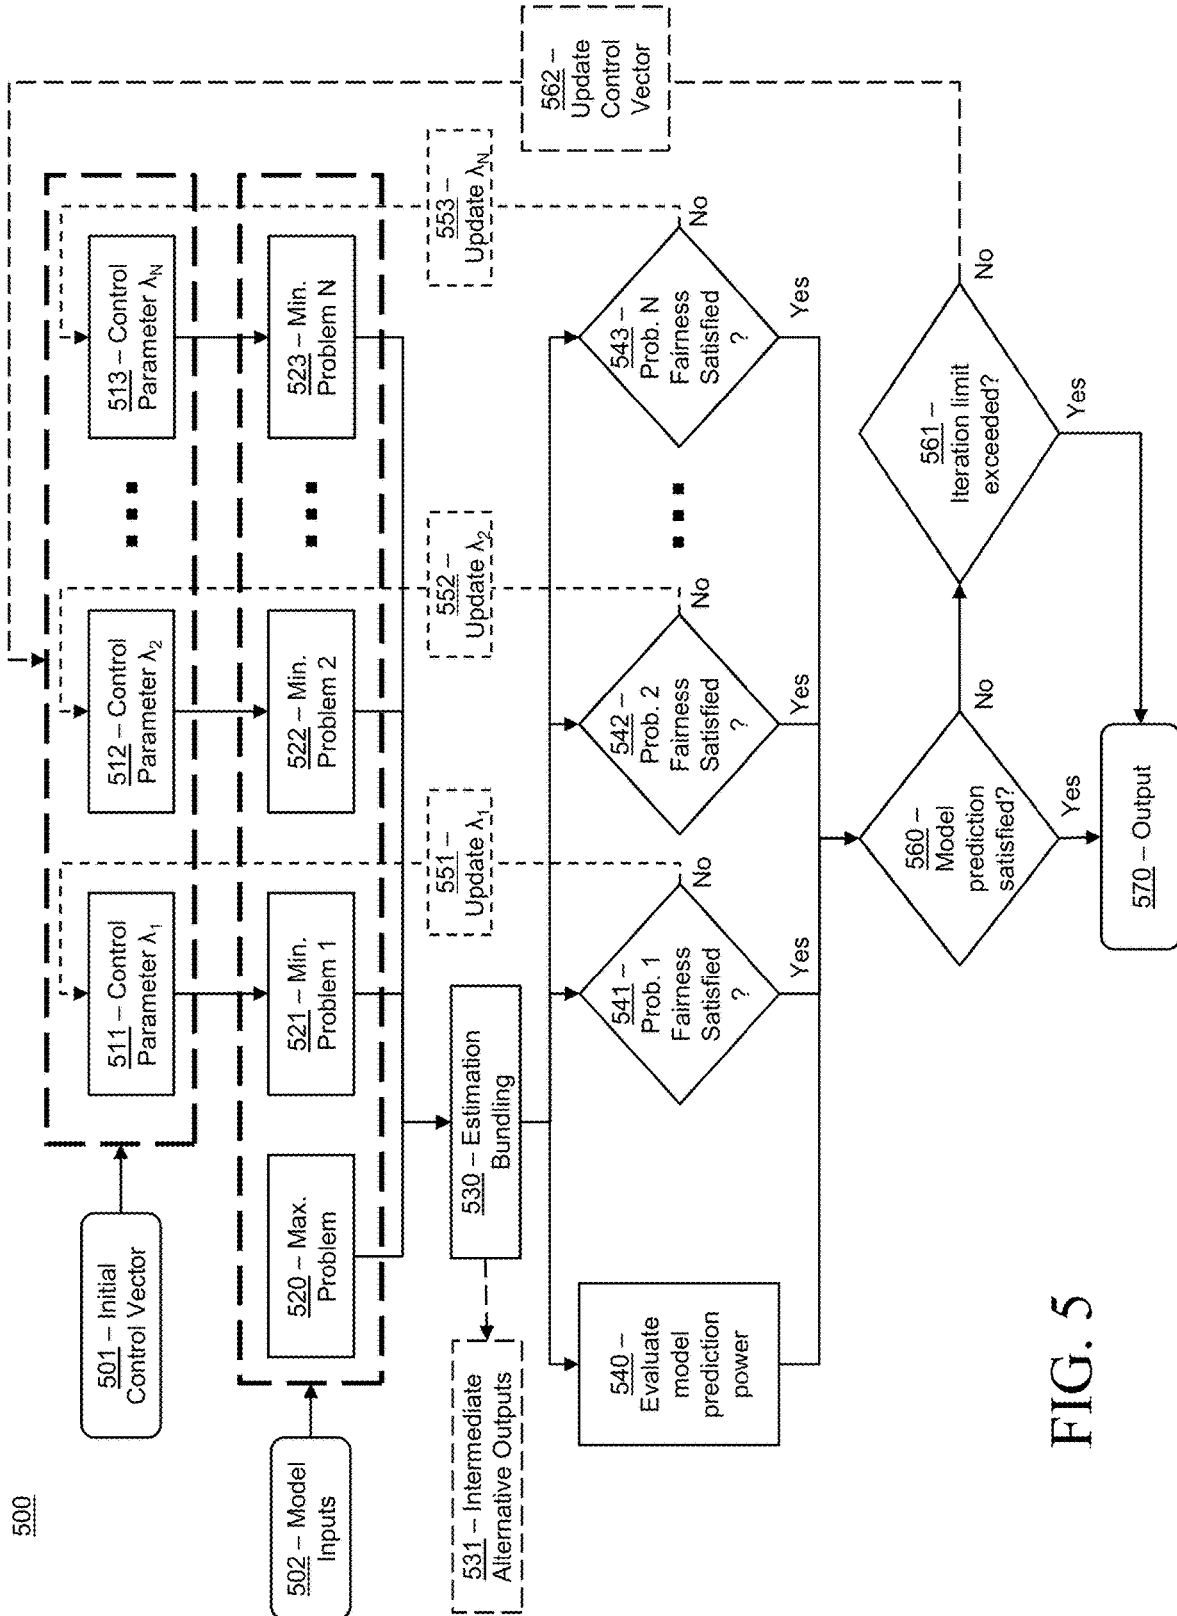 500
501 – Initial
Control Vector
511 – Control
Parameter λ1
512 – Control
Parameter λ2
513 – Control
Parameter λN
502 – Model
Inputs
520 – Max.
Problem
521 – Min.
Problem 1
522 – Min.
Problem 2
523 – Min.
Problem N
530 – Estimation
Bundling
531 – Intermediate
Alternative Outputs
551 –
Update λ1
552 –
Update λ2
553 –
Update λN
562 –
Update
Control
Vector
540 –
Evaluate
model
prediction
power
541 –
Prob. 1
Fairness
Satisfied
?
No
Yes
542 –
Prob. 2
Fairness
Satisfied
?
No
Yes
543 –
Prob. N
Fairness
Satisfied
?
No
Yes
560 –
Model
prediction
satisfied?
No
Yes
561 –
Iteration limit
exceeded?
No
Yes
570 – Output
FIG. 5